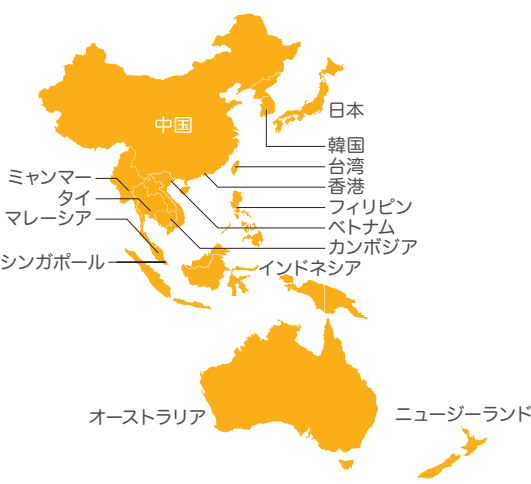 中国
日本
韓国
台湾
香港
フィリピン
ベトナム
カンボジア
ミャンマー
タイ
マレーシア
シンガポール
インドネシア
オーストラリア
ニュージーランド